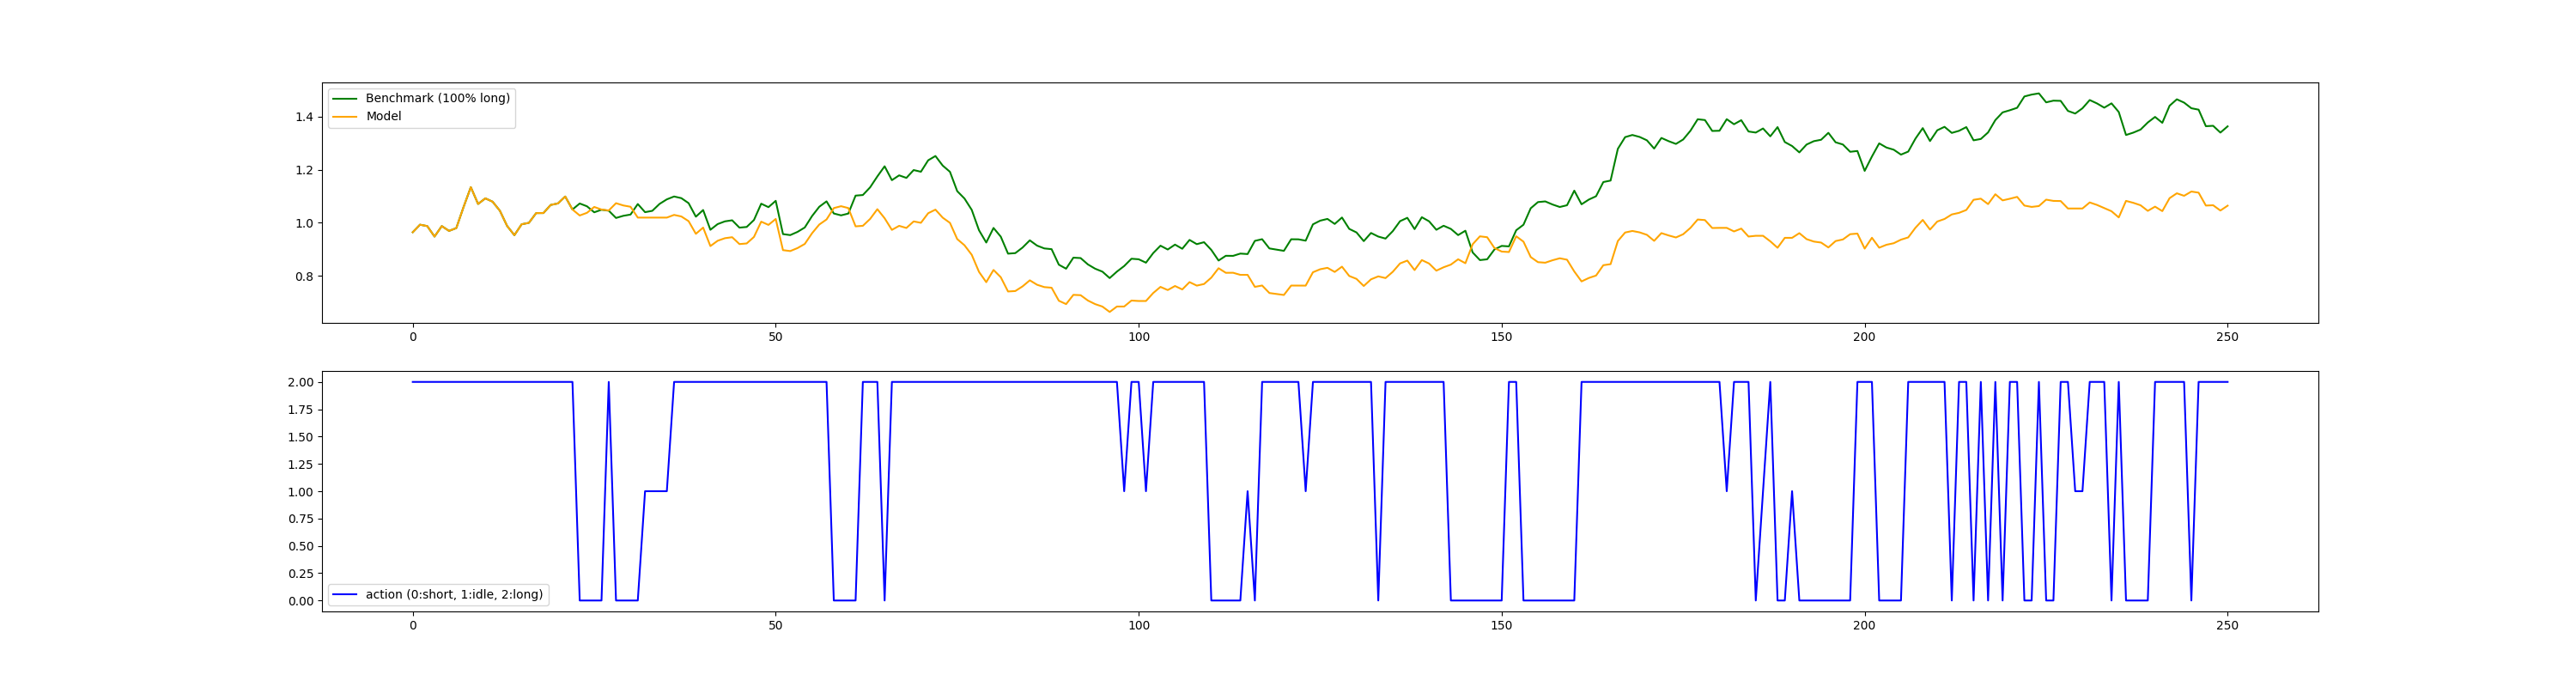 Benchmark (100% long)
Model
1.4
1.2
1.0
0.8
0 50 100 150 200 250
2.00
1.75
1.50
1.25
1.00
0.75
0.50
0.25
0.00
action (0:short, 1:idle, 2:long)
0 50 100 150 200 250